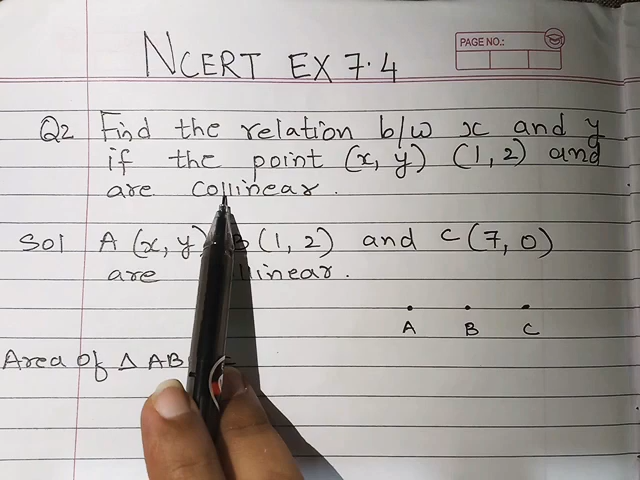 NCERT EX 7.4
PAGE NO.:
Q2 Find the relation b/w x and y
if the point (x, y) (1, 2) and
are collinear.
Sol A (x, y) B (1, 2) and C (7, 0)
are llinear.
A B C
Area Of Δ AB =